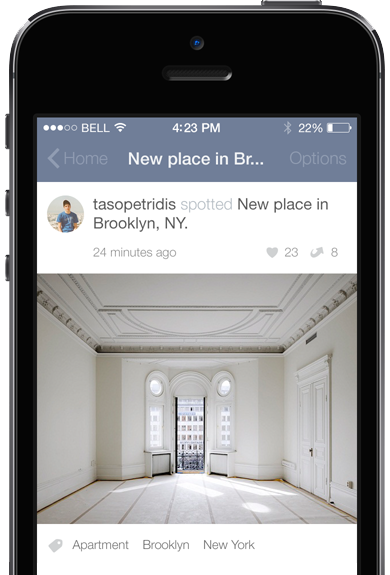 BELL 4:23 PM 22%
Home New place in Br... Options
tasopetridis spotted New place in
Brooklyn, NY.
24 minutes ago 23 8
Apartment Brooklyn New York